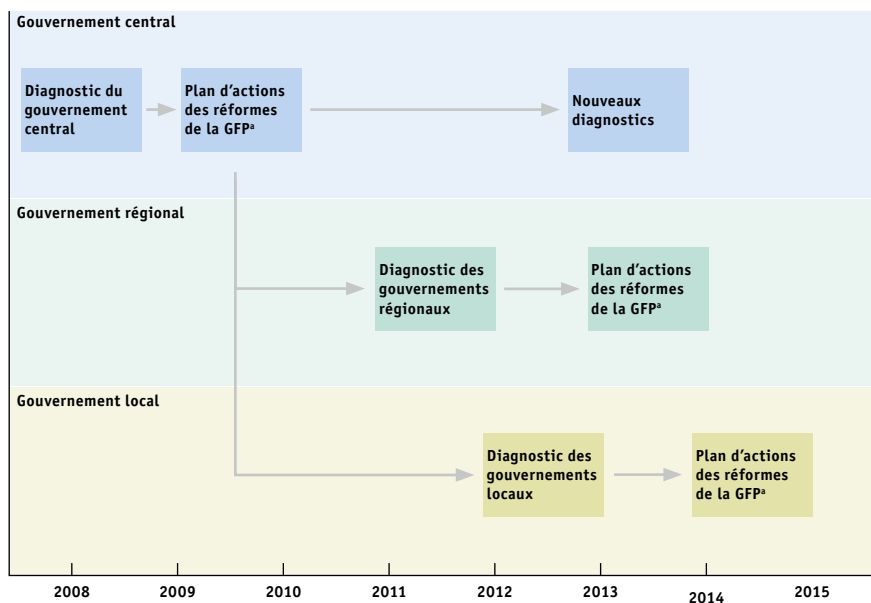 Gouvernement central
Diagnostic du
gouvernement
central
Plan d'actions
des réformes
de la GFPª
Nouveaux
diagnostics
Gouvernement régional
Diagnostic des
gouvernements
régionaux
Plan d'actions
des réformes
de la GFPª
Gouvernement local
Diagnostic des
gouvernements
locaux
Plan d'actions
des réformes
de la GFPª
2008 2009 2010 2011 2012 2013 2014 2015